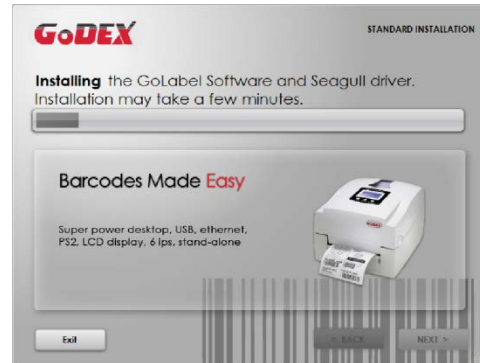 GoDEX
STANDARD INSTALLATION
Installing the GoLabel Software and Seagull driver.
Installation may take a few minutes.
Barcodes Made Easy
Super power desktop, USB, ethernet,
PS2, LCD display, 6 ips, stand-alone
Exit
< BACK
NEXT >